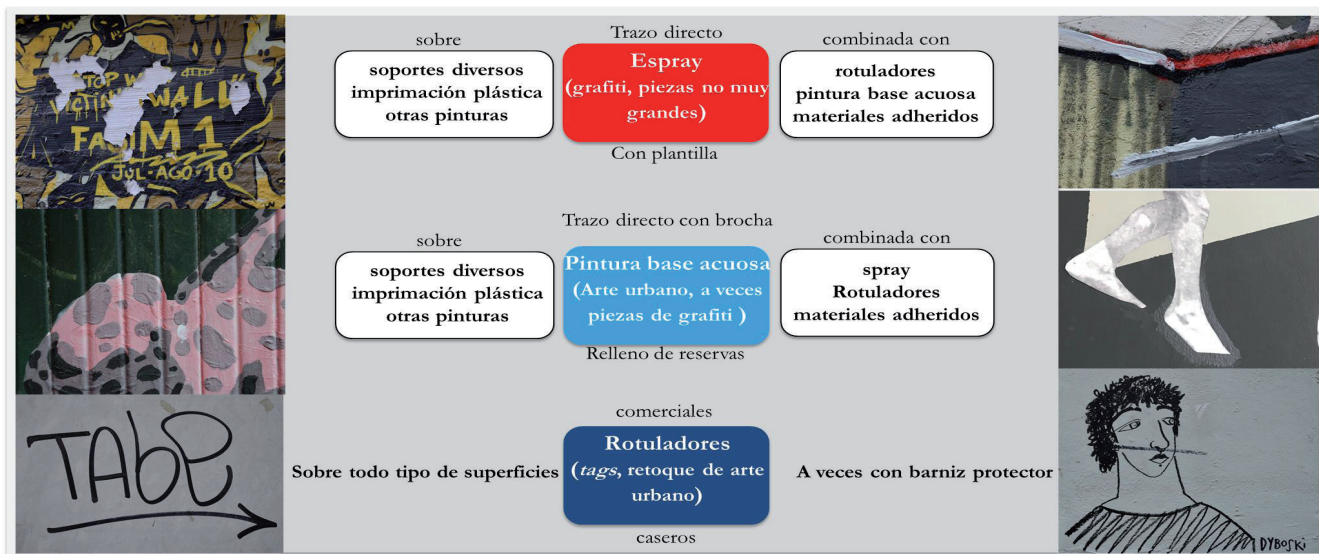 TOP W
VICTIM WALL
FAIM 1
JUL-AGO-10
Trazo directo
sobre
soportes diversos
imprimación plástica
otras pinturas
Espray
(grafiti, piezas no muy
grandes)
combinada con
rotuladores
pintura base acuosa
materiales adheridos
Con plantilla
Trazo directo con brocha
sobre
soportes diversos
imprimación plástica
otras pinturas
Pintura base acuosa
(Arte urbano, a veces
piezas de grafiti )
combinada con
spray
Rotuladores
materiales adheridos
Relleno de reservas
TAbe
comerciales
Sobre todo tipo de superficies
Rotuladores
(tags, retoque de arte
urbano)
A veces con barniz protector
caseros
DYBOSKi